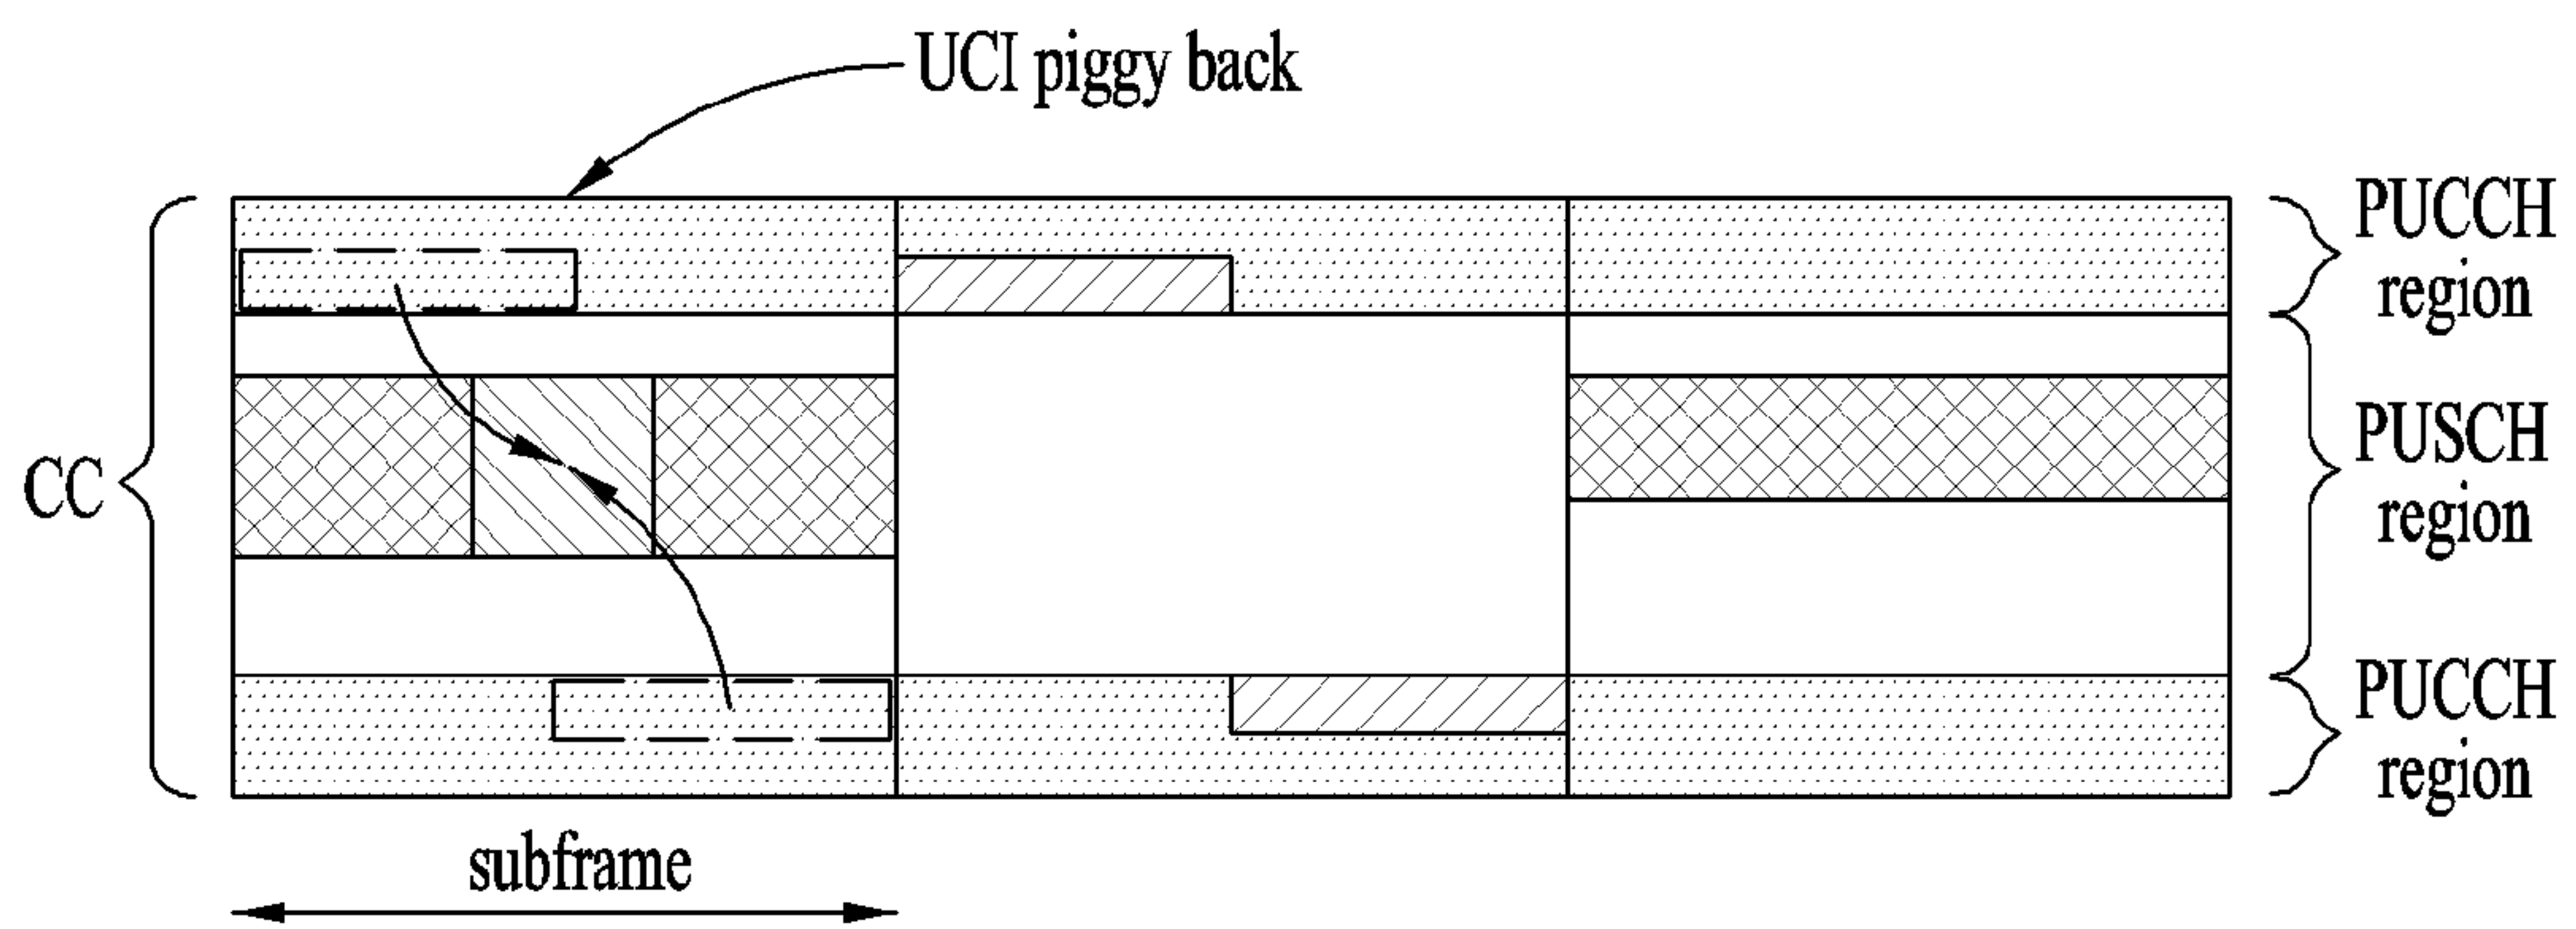 UCI piggy back
PUCCH
region
CC
PUSCH
region
PUCCH
region
subframe